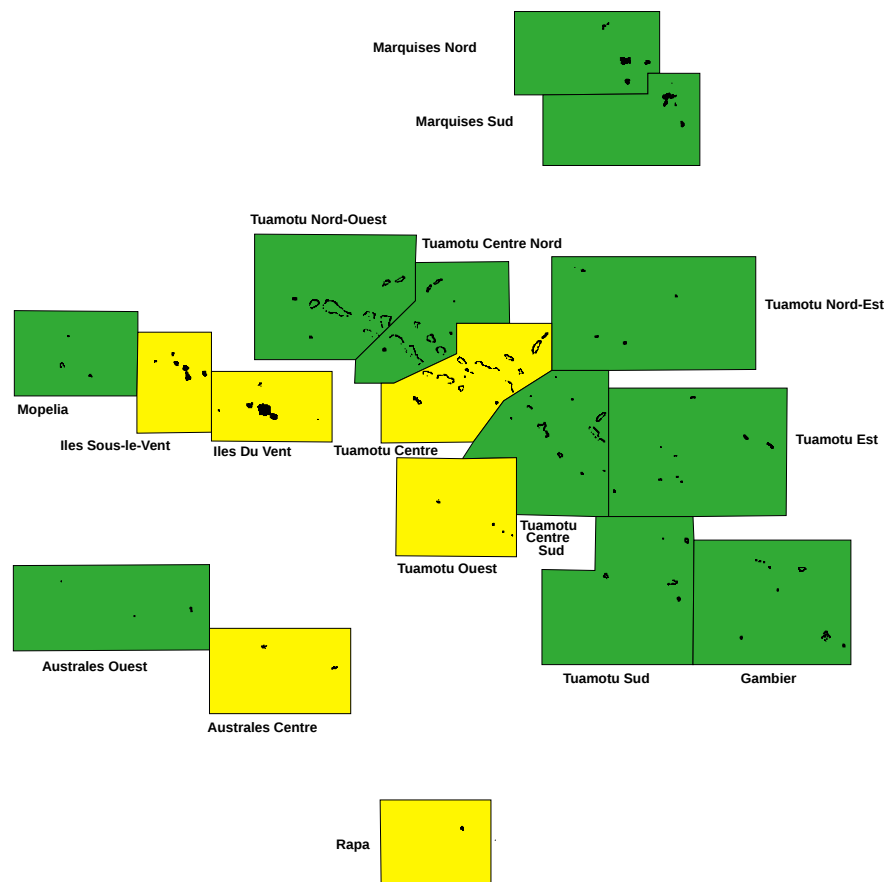 Marquises Nord
Marquises Sud
Tuamotu Nord-Ouest
Tuamotu Centre Nord
Tuamotu Nord-Est
Mopelia
Iles Sous-le-Vent
Iles Du Vent
Tuamotu Centre
Tuamotu Est
Tuamotu
Centre
Sud
Tuamotu Ouest
Australes Ouest
Tuamotu Sud
Gambier
Australes Centre
Rapa